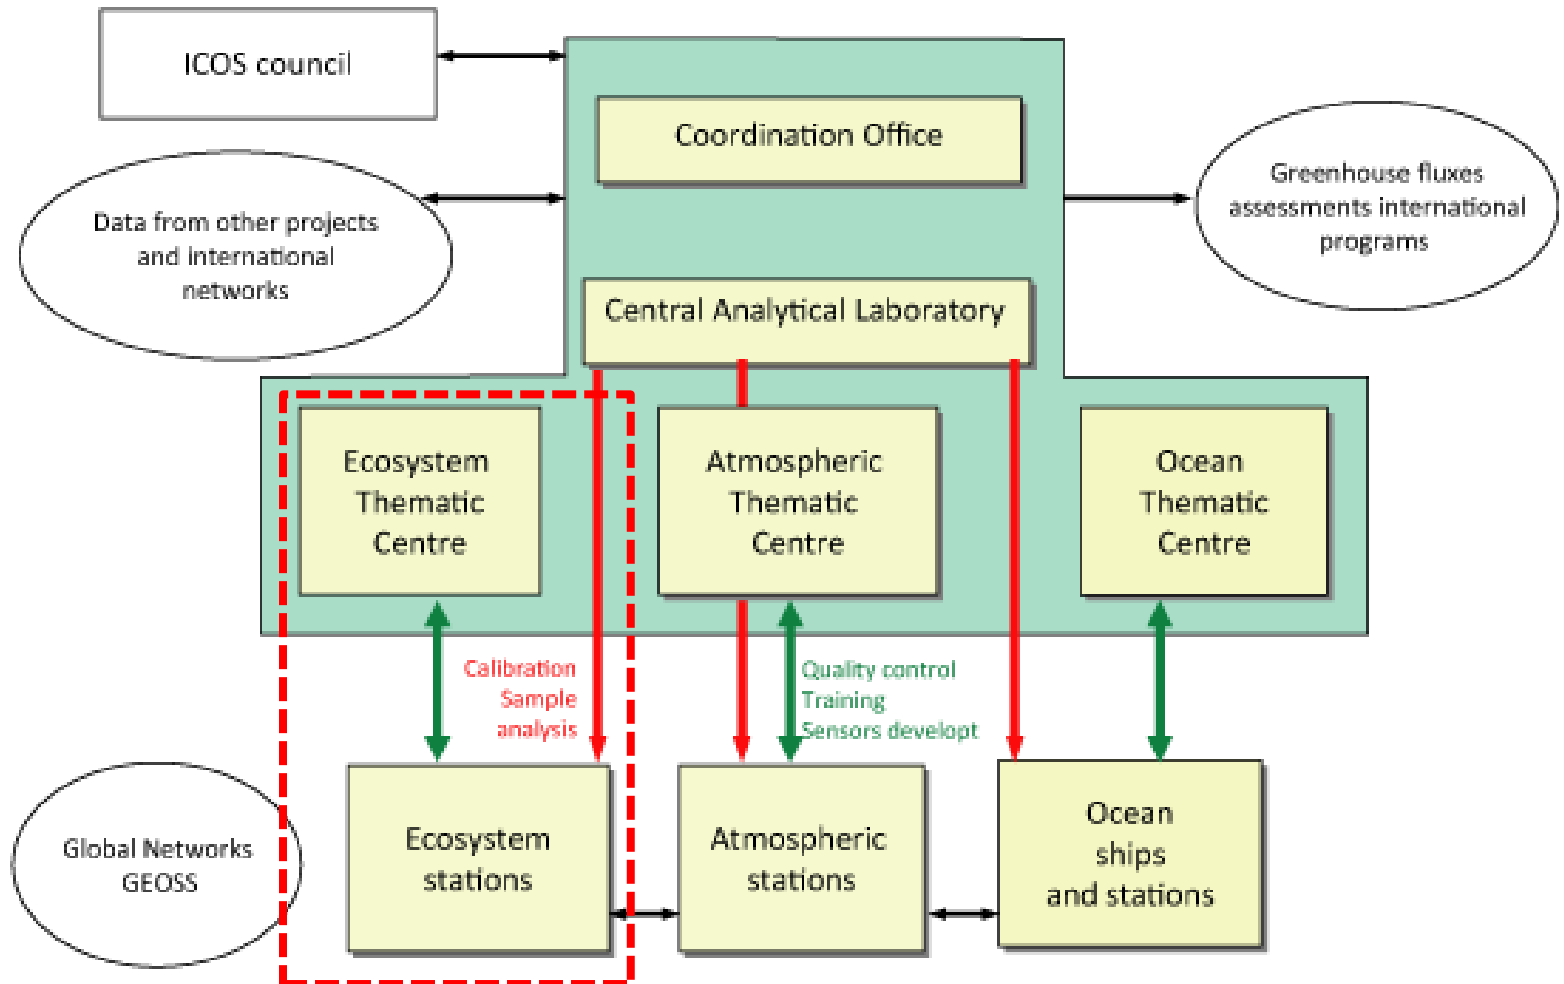 ICOS council
Coordination Office
Greenhouse fluxes
assessments international
programs
Data from other projects
and international
networks
Central Analytical Laboratory
Ecosystem
Thematic
Centre
Atmospheric
Thematic
Centre
Ocean
Thematic
Centre
Calibration
Sample
analysis
Quality control
Training
Sensors developt
Global Networks
GEOSS
Ecosystem
stations
Atmospheric
stations
Ocean
ships
and stations